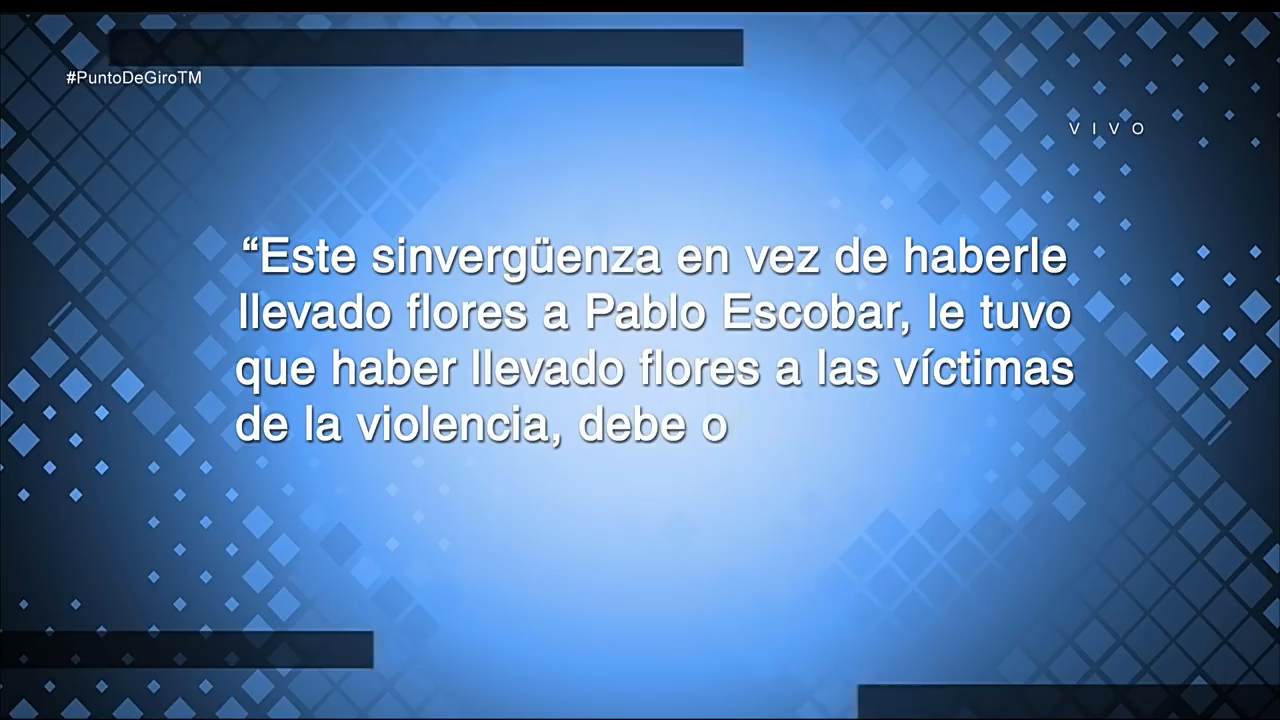 #PuntoDeGiroTM
V I V O
“Este sinvergüenza en vez de haberle
llevado flores a Pablo Escobar, le tuvo
que haber llevado flores a las víctimas
de la violencia, debe o